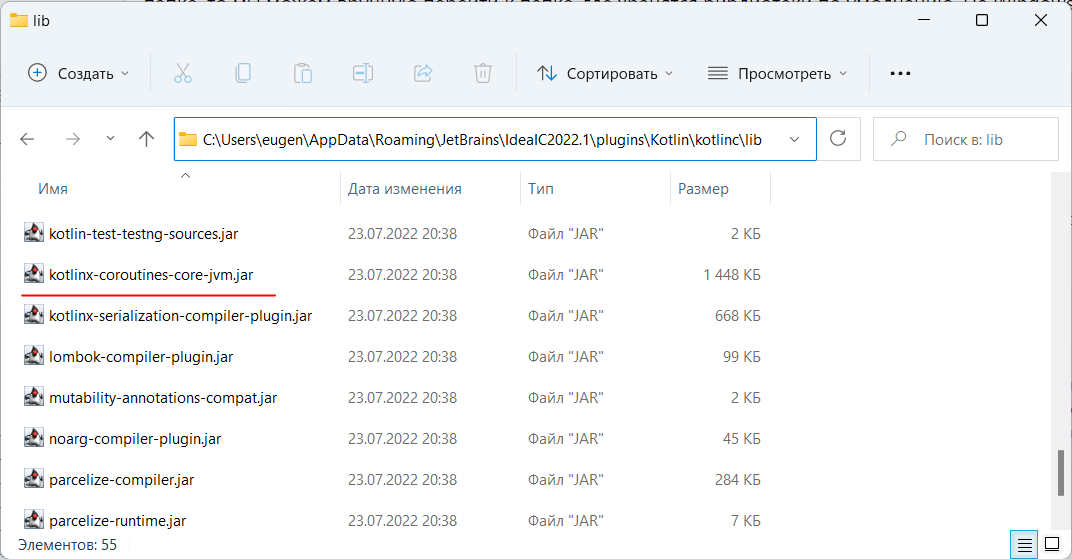 lib
Создать
Сортировать
Просмотреть
C:\Users\eugen\AppData\Roaming\JetBrains\IdeaIC2022.1\plugins\Kotlin\kotlinc\lib
Поиск в: lib
Имя Дата изменения Тип Размер
kotlin-test-testng-sources.jar 23.07.2022 20:38 Файл "JAR" 2 КБ
kotlinx-coroutines-core-jvm.jar 23.07.2022 20:38 Файл "JAR" 1 448 КБ
kotlinx-serialization-compiler-plugin.jar 23.07.2022 20:38 Файл "JAR" 668 КБ
lombok-compiler-plugin.jar 23.07.2022 20:38 Файл "JAR" 99 КБ
mutability-annotations-compat.jar 23.07.2022 20:38 Файл "JAR" 2 КБ
noarg-compiler-plugin.jar 23.07.2022 20:38 Файл "JAR" 45 КБ
parcelize-compiler.jar 23.07.2022 20:38 Файл "JAR" 284 КБ
parcelize-runtime.jar 23.07.2022 20:38 Файл "JAR" 7 КБ
Элементов: 55